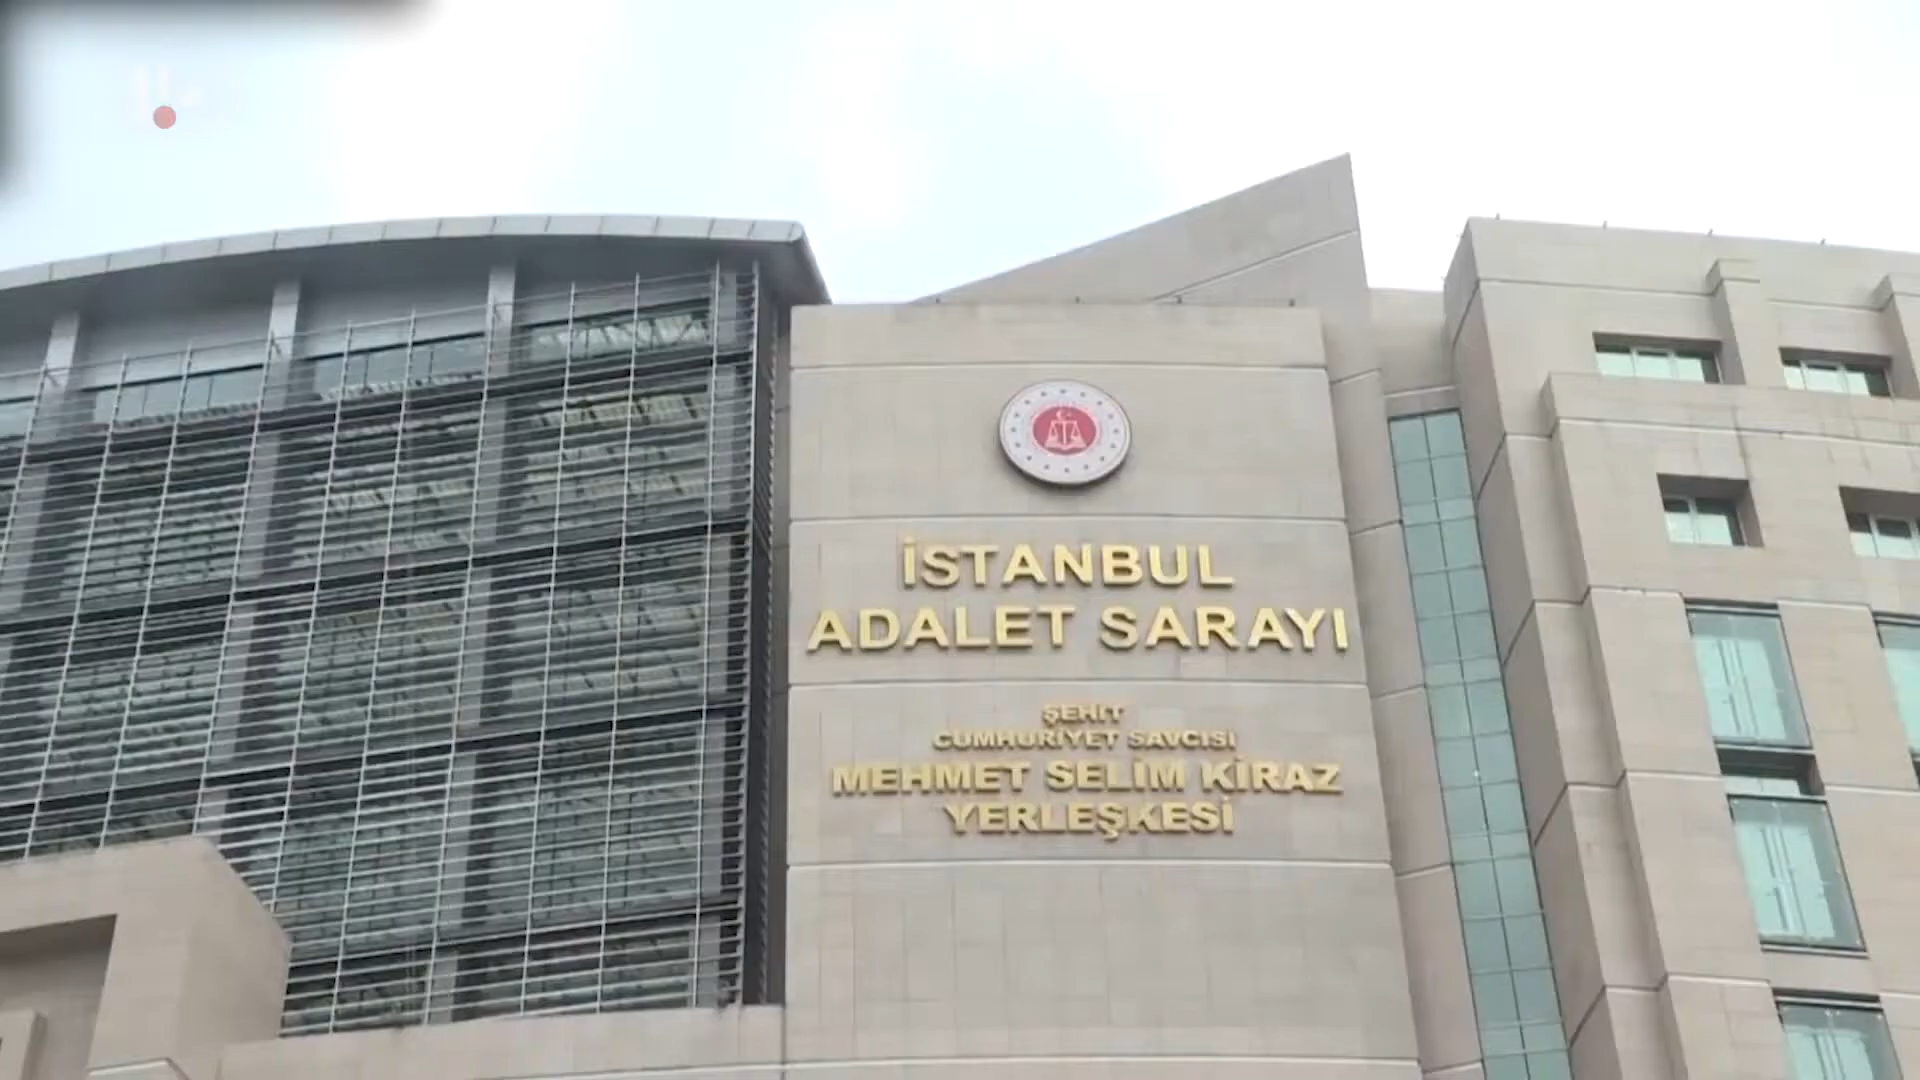 İSTANBUL
ADALET SARAYI
ŞEHİT
CUMHURİYET SAVCISI
MEHMET SELİM KİRAZ
YERLEŞKESİ